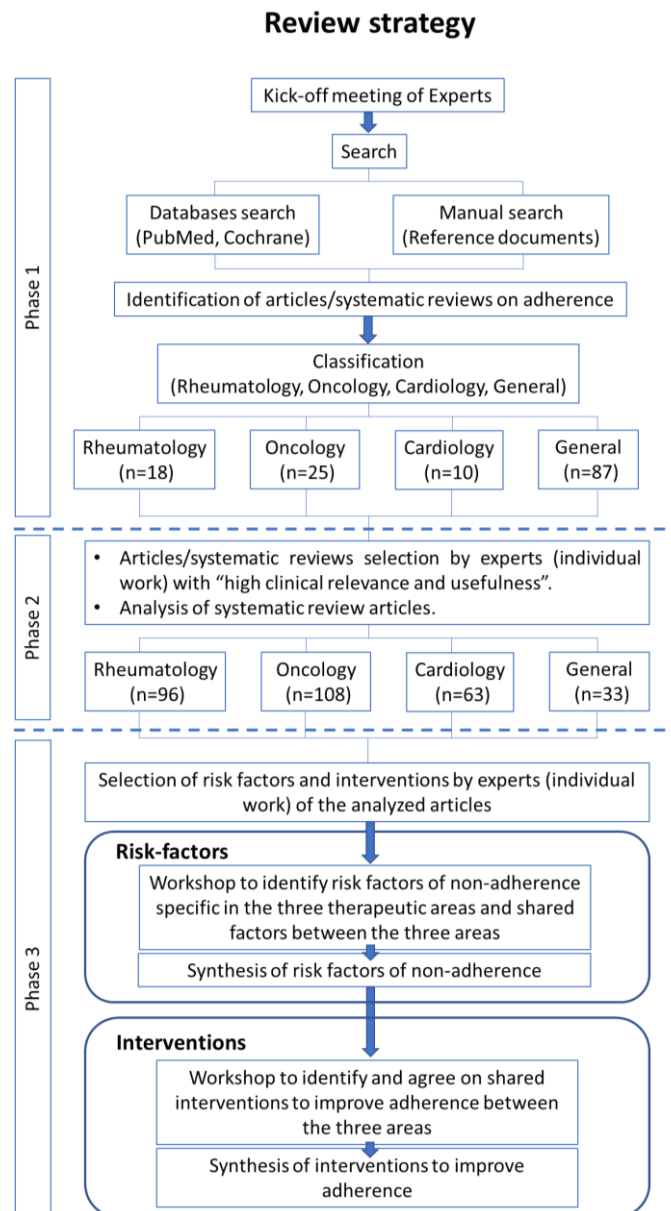 Review strategy
Phase 1
Kick-off meeting of Experts
Search
Databases search
(PubMed, Cochrane)
Manual search
(Reference documents)
Identification of articles/systematic reviews on adherence
Classification
(Rheumatology, Oncology, Cardiology, General)
Rheumatology
(n=18)
Oncology
(n=25)
Cardiology
(n=10)
General
(n=87)
Phase 2
• Articles/systematic reviews selection by experts (individual
work) with “high clinical relevance and usefulness”.
• Analysis of systematic review articles.
Rheumatology
(n=96)
Oncology
(n=108)
Cardiology
(n=63)
General
(n=33)
Phase 3
Selection of risk factors and interventions by experts (individual
work) of the analyzed articles
Risk-factors
Workshop to identify risk factors of non-adherence
specific in the three therapeutic areas and shared
factors between the three areas
Synthesis of risk factors of non-adherence
Interventions
Workshop to identify and agree on shared
interventions to improve adherence between
the three areas
Synthesis of interventions to improve
adherence